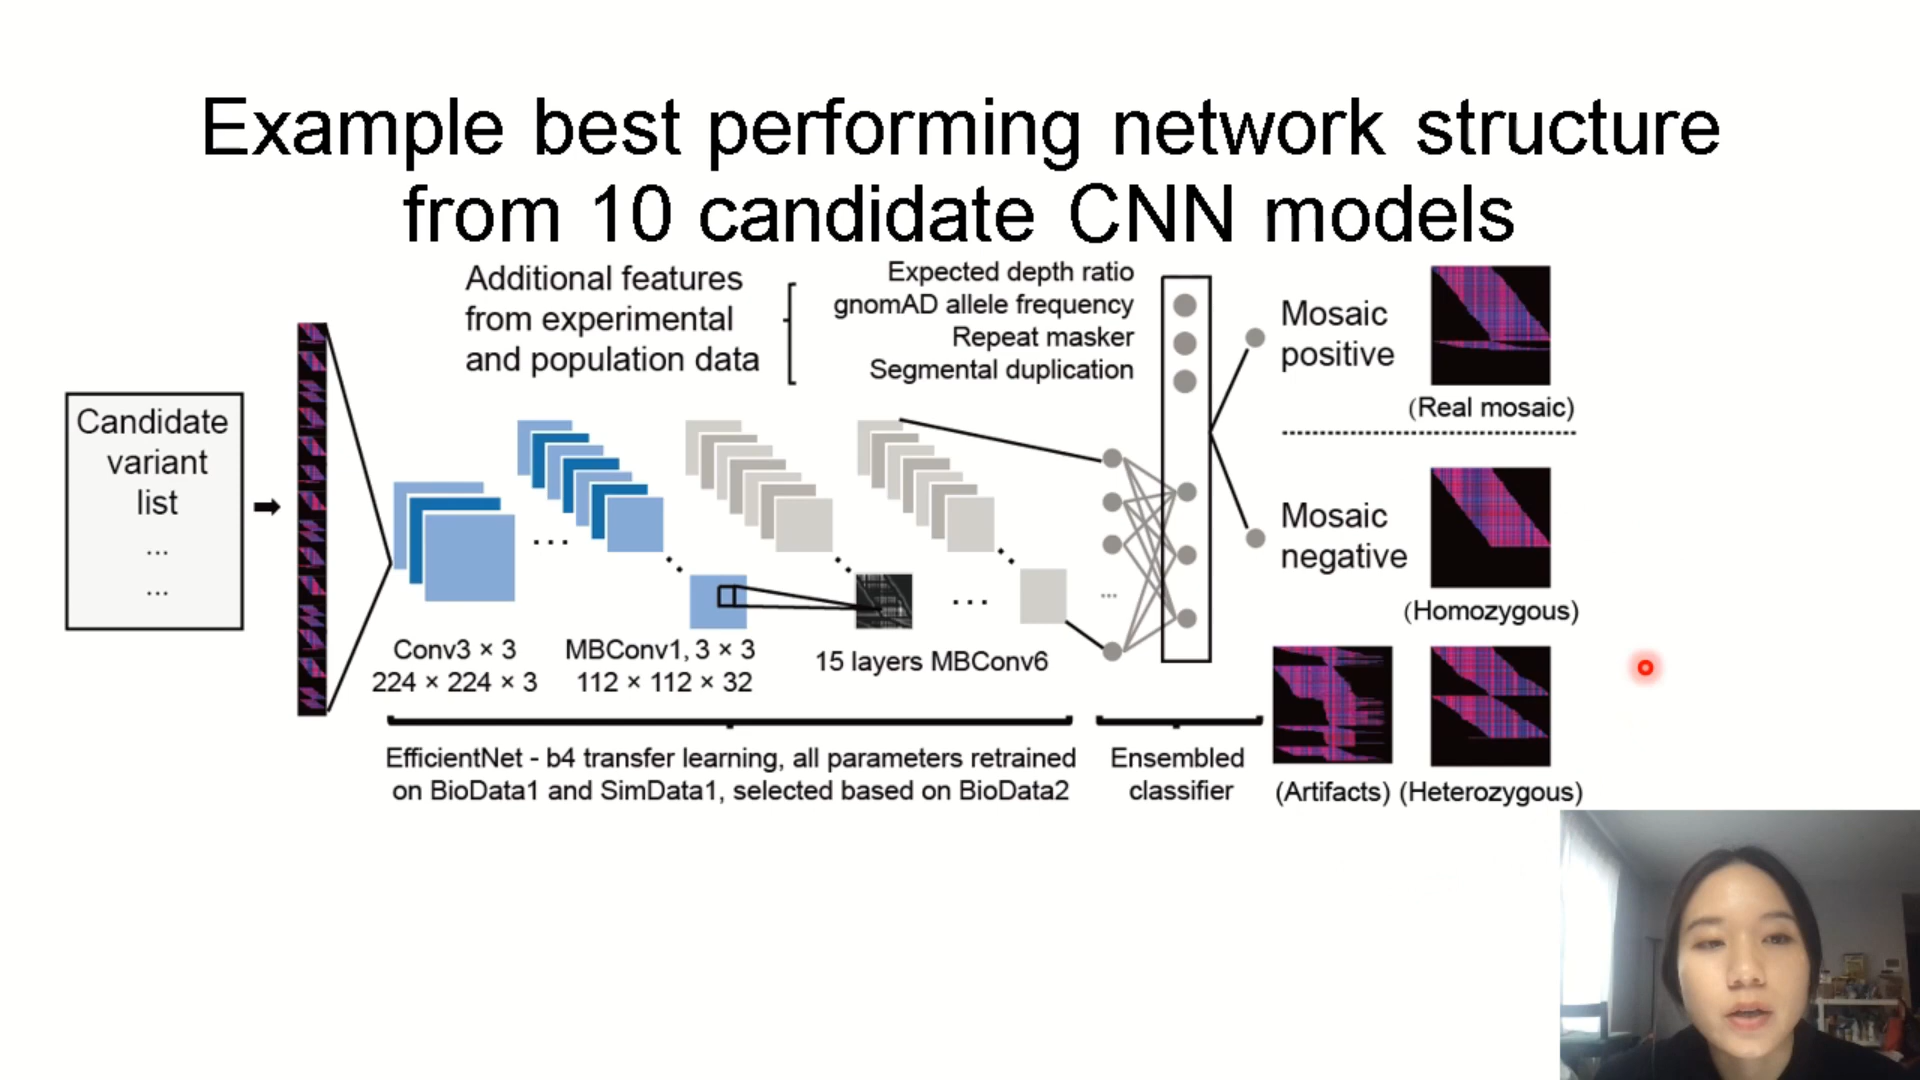 Example best performing network structure
from 10 candidate CNN models
Additional features
from experimental
and population data
Expected depth ratio
gnomAD allele frequency
Repeat masker
Segmental duplication
Candidate
variant
list
...
...
Conv3 × 3
224 × 224 × 3
MBConv1, 3 × 3
112 × 112 × 32
15 layers MBConv6
EfficientNet - b4 transfer learning, all parameters retrained
on BioData1 and SimData1, selected based on BioData2
Ensembled
classifier
Mosaic
positive
(Real mosaic)
Mosaic
negative
(Homozygous)
(Artifacts) (Heterozygous)